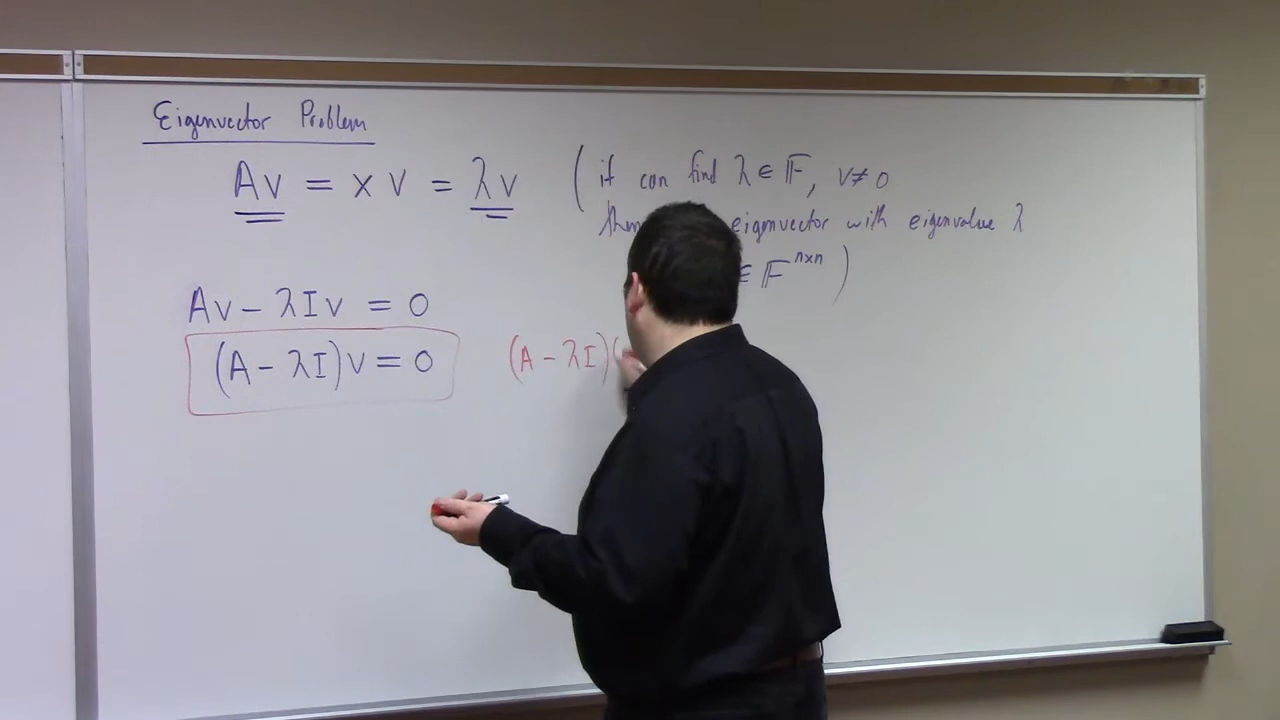 Eigenvector Problem
Av = x v = λv (if can find λ ∈ 𝔽, v≠0
eigenvector with eigenvalue λ
∈ 𝔽ⁿˣⁿ)
Av - λIv = 0
(A - λI)v = 0 (A - λI)(